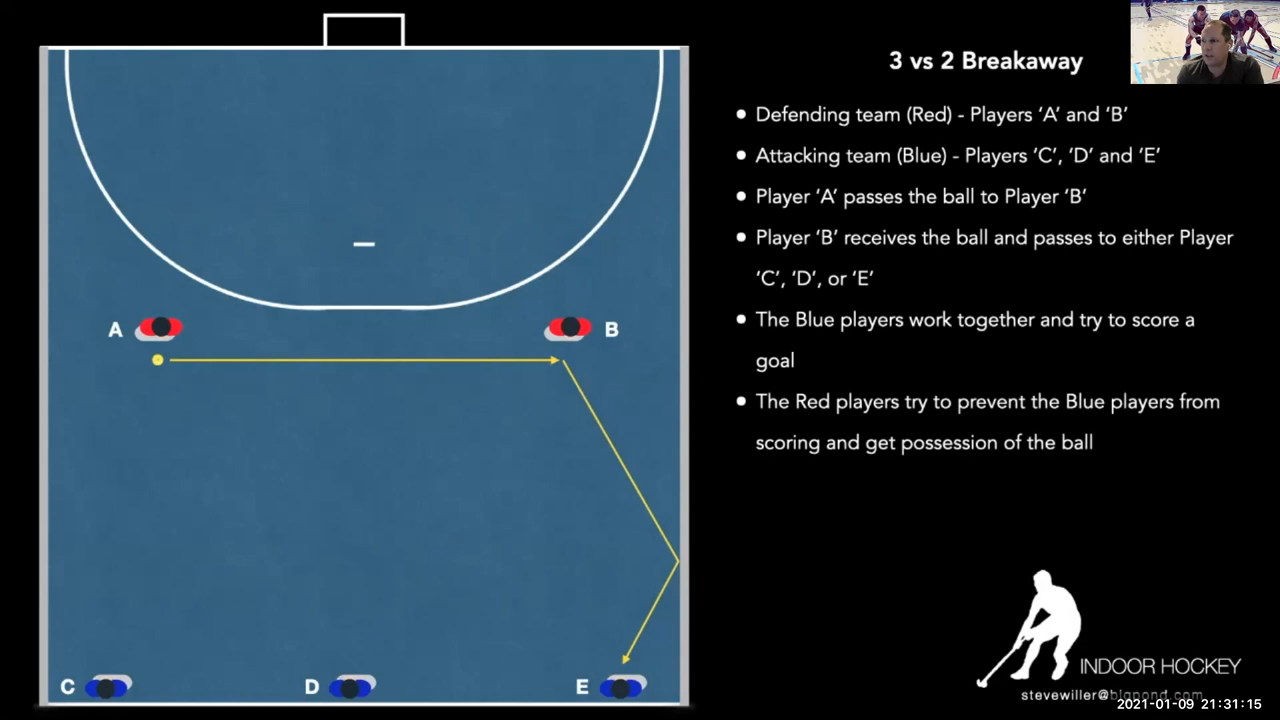 3 vs 2 Breakaway
• Defending team (Red) - Players ‘A’ and ‘B’
• Attacking team (Blue) - Players ‘C’, ‘D’ and ‘E’
• Player ‘A’ passes the ball to Player ‘B’
• Player ‘B’ receives the ball and passes to either Player
‘C’, ‘D’, or ‘E’
• The Blue players work together and try to score a
goal
• The Red players try to prevent the Blue players from
scoring and get possession of the ball
A
B
C
D
E
INDOOR HOCKEY
stevewiller@bigpond.com
2021-01-09 21:31:15